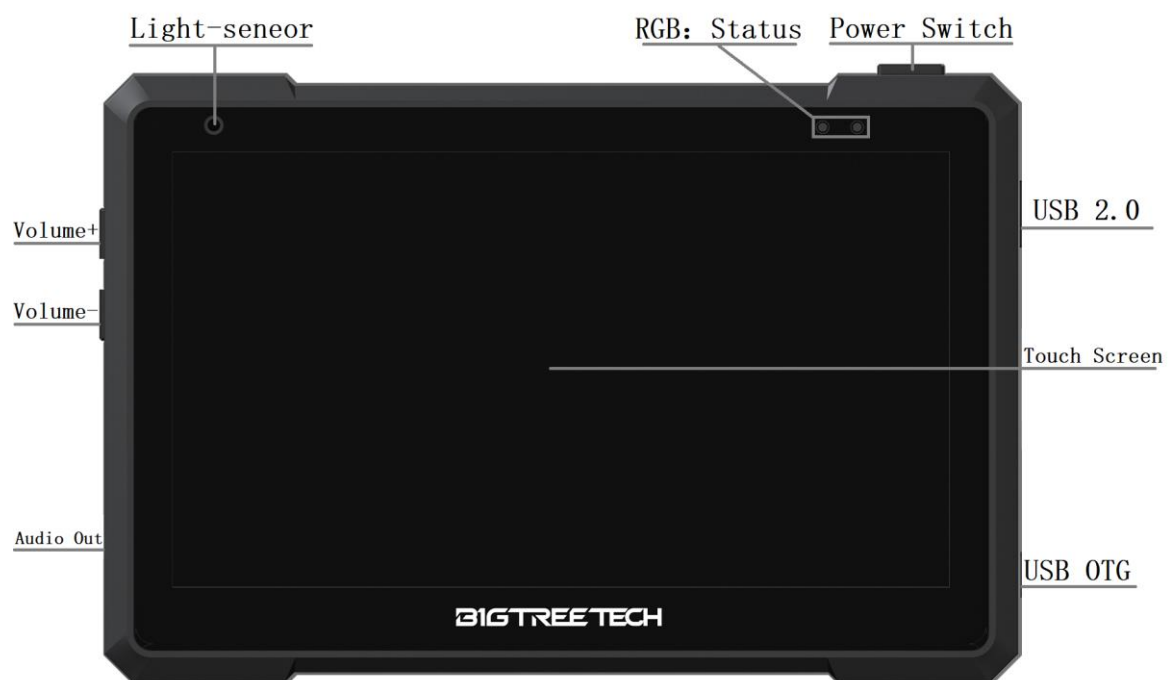 Light-seneor
RGB: Status
Power Switch
Volume+
USB 2.0
Volume-
Touch Screen
Audio Out
USB OTG
BIGTREETECH